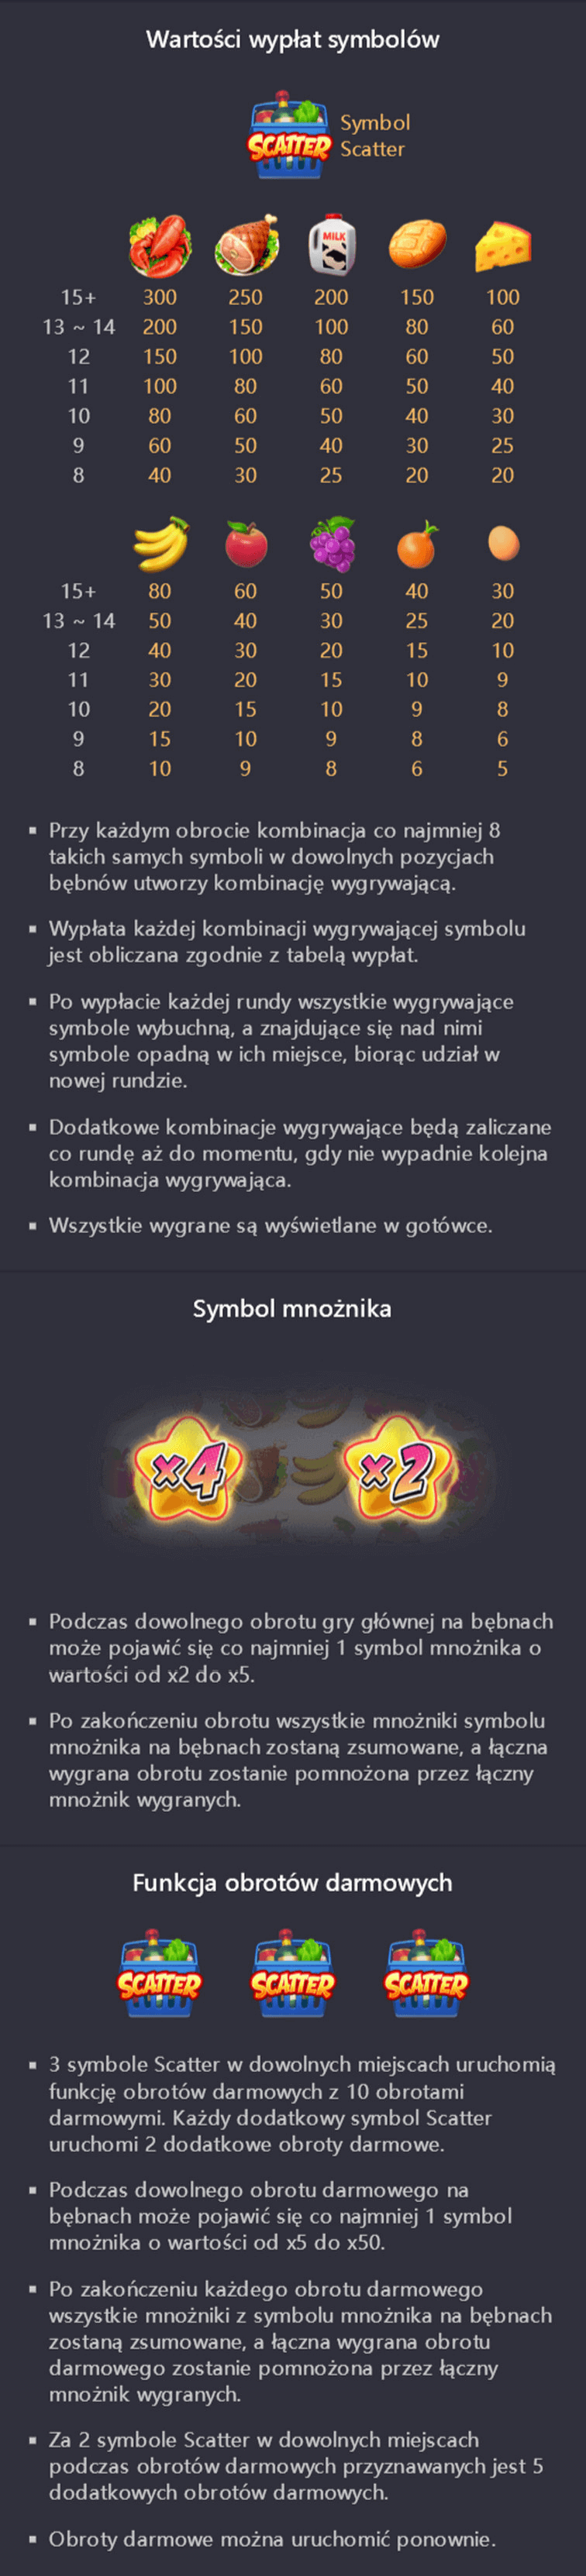 Wartości wypłat symbolów
SCATTER
Symbol
Scatter
MILK
15+ 300 250 200 150 100
13 ~ 14 200 150 100 80 60
12 150 100 80 60 50
11 100 80 60 50 40
10 80 60 50 40 30
9 60 50 40 30 25
8 40 30 25 20 20
15+ 80 60 50 40 30
13 ~ 14 50 40 30 25 20
12 40 30 20 15 10
11 30 20 15 10 9
10 20 15 10 9 8
9 15 10 9 8 6
8 10 9 8 6 5
▪ Przy każdym obrocie kombinacja co najmniej 8
takich samych symboli w dowolnych pozycjach
bębnów utworzy kombinację wygrywającą.
▪ Wypłata każdej kombinacji wygrywającej symbolu
jest obliczana zgodnie z tabelą wypłat.
▪ Po wypłacie każdej rundy wszystkie wygrywające
symbole wybuchną, a znajdujące się nad nimi
symbole opadną w ich miejsce, biorąc udział w
nowej rundzie.
▪ Dodatkowe kombinacje wygrywające będą zaliczane
co rundę aż do momentu, gdy nie wypadnie kolejna
kombinacja wygrywająca.
▪ Wszystkie wygrane są wyświetlane w gotówce.
Symbol mnożnika
x4 x2
▪ Podczas dowolnego obrotu gry głównej na bębnach
może pojawić się co najmniej 1 symbol mnożnika o
wartości od x2 do x5.
▪ Po zakończeniu obrotu wszystkie mnożniki symbolu
mnożnika na bębnach zostaną zsumowane, a łączna
wygrana obrotu zostanie pomnożona przez łączny
mnożnik wygranych.
Funkcja obrotów darmowych
SCATTER SCATTER SCATTER
▪ 3 symbole Scatter w dowolnych miejscach uruchomią
funkcję obrotów darmowych z 10 obrotami
darmowymi. Każdy dodatkowy symbol Scatter
uruchomi 2 dodatkowe obroty darmowe.
▪ Podczas dowolnego obrotu darmowego na
bębnach może pojawić się co najmniej 1 symbol
mnożnika o wartości od x5 do x50.
▪ Po zakończeniu każdego obrotu darmowego
wszystkie mnożniki z symbolu mnożnika na bębnach
zostaną zsumowane, a łączna wygrana obrotu
darmowego zostanie pomnożona przez łączny
mnożnik wygranych.
▪ Za 2 symbole Scatter w dowolnych miejscach
podczas obrotów darmowych przyznawanych jest 5
dodatkowych obrotów darmowych.
▪ Obroty darmowe można uruchomić ponownie.